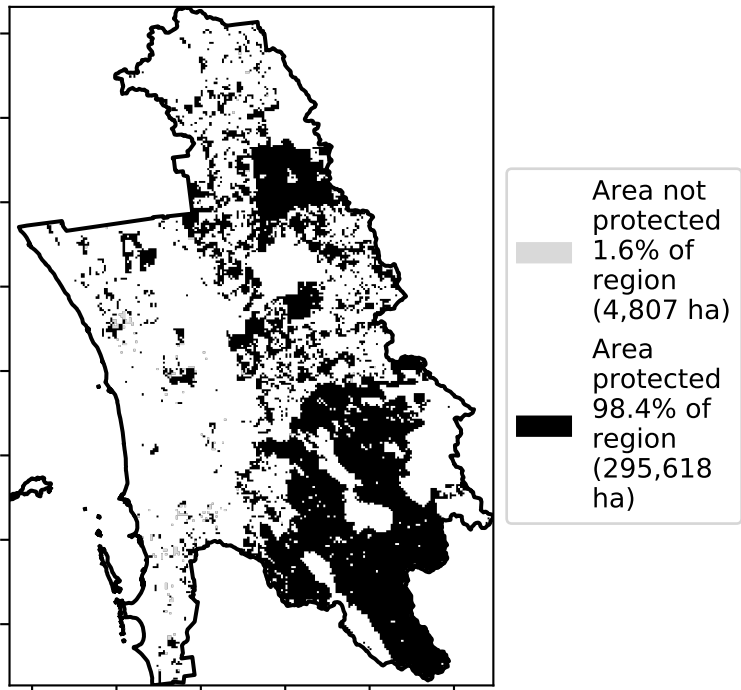 Area not
protected
1.6% of
region
(4,807 ha)
Area
protected
98.4% of
region
(295,618
ha)